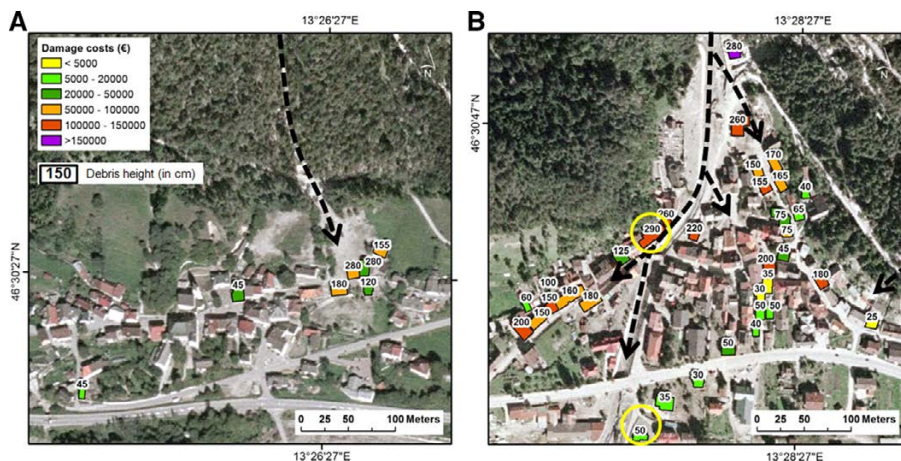 A
13°26'27"E
B
13°28'27"E
Damage costs (€)
< 5000
5000 - 20000
20000 - 50000
50000 - 100000
100000 - 150000
>150000
150 Debris height (in cm)
N
N
46°30'47"N
46°30'27"N
46°30'27"N
155
280
280
180
120
45
45
0 25 50 100 Meters
13°26'27"E
280
260
170
150
165
155
40
65
75
75
260
290
220
125
45
200
180
35
100
160
30
150
180
60
50
50
25
150
200
40
50
30
35
50
0 25 50 100 Meters
13°28'27"E